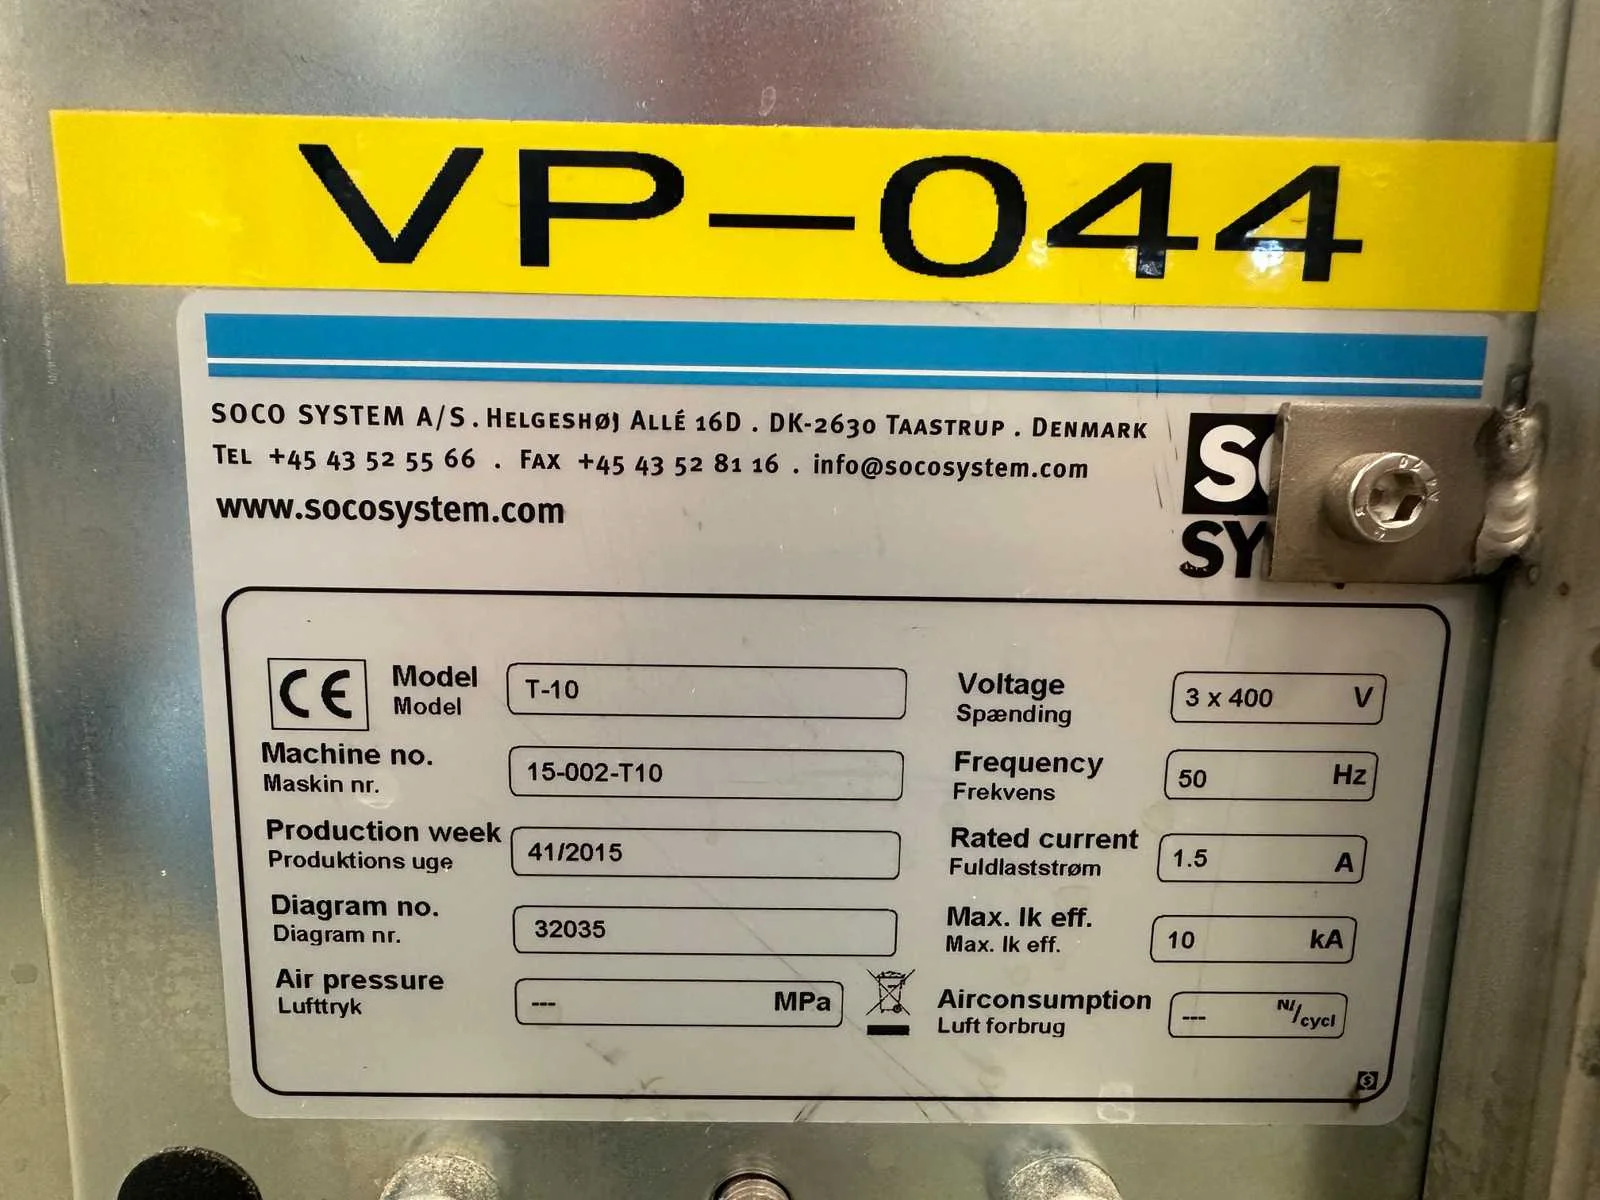 VP-044
SOCO SYSTEM A/S. HELGESHØJ ALLÉ 16D. DK-2630 TAASTRUP. DENMARK
TEL +45 43 52 55 66 . FAX +45 43 52 81 16 . info@socosystem.com
www.socosystem.com
CE
Model
Model
T-10
Voltage
Spænding
3 x 400 V
Machine no.
Maskin nr.
15-002-T10
Frequency
Frekvens
50 Hz
Production week
Produktions uge
41/2015
Rated current
Fuldlaststrøm
1.5 A
Diagram no.
Diagram nr.
32035
Max. Ik eff.
Max. Ik eff.
10 kA
Air pressure
Lufttryk
--- MPa
Airconsumption
Luft forbrug
--- Nl/cycl